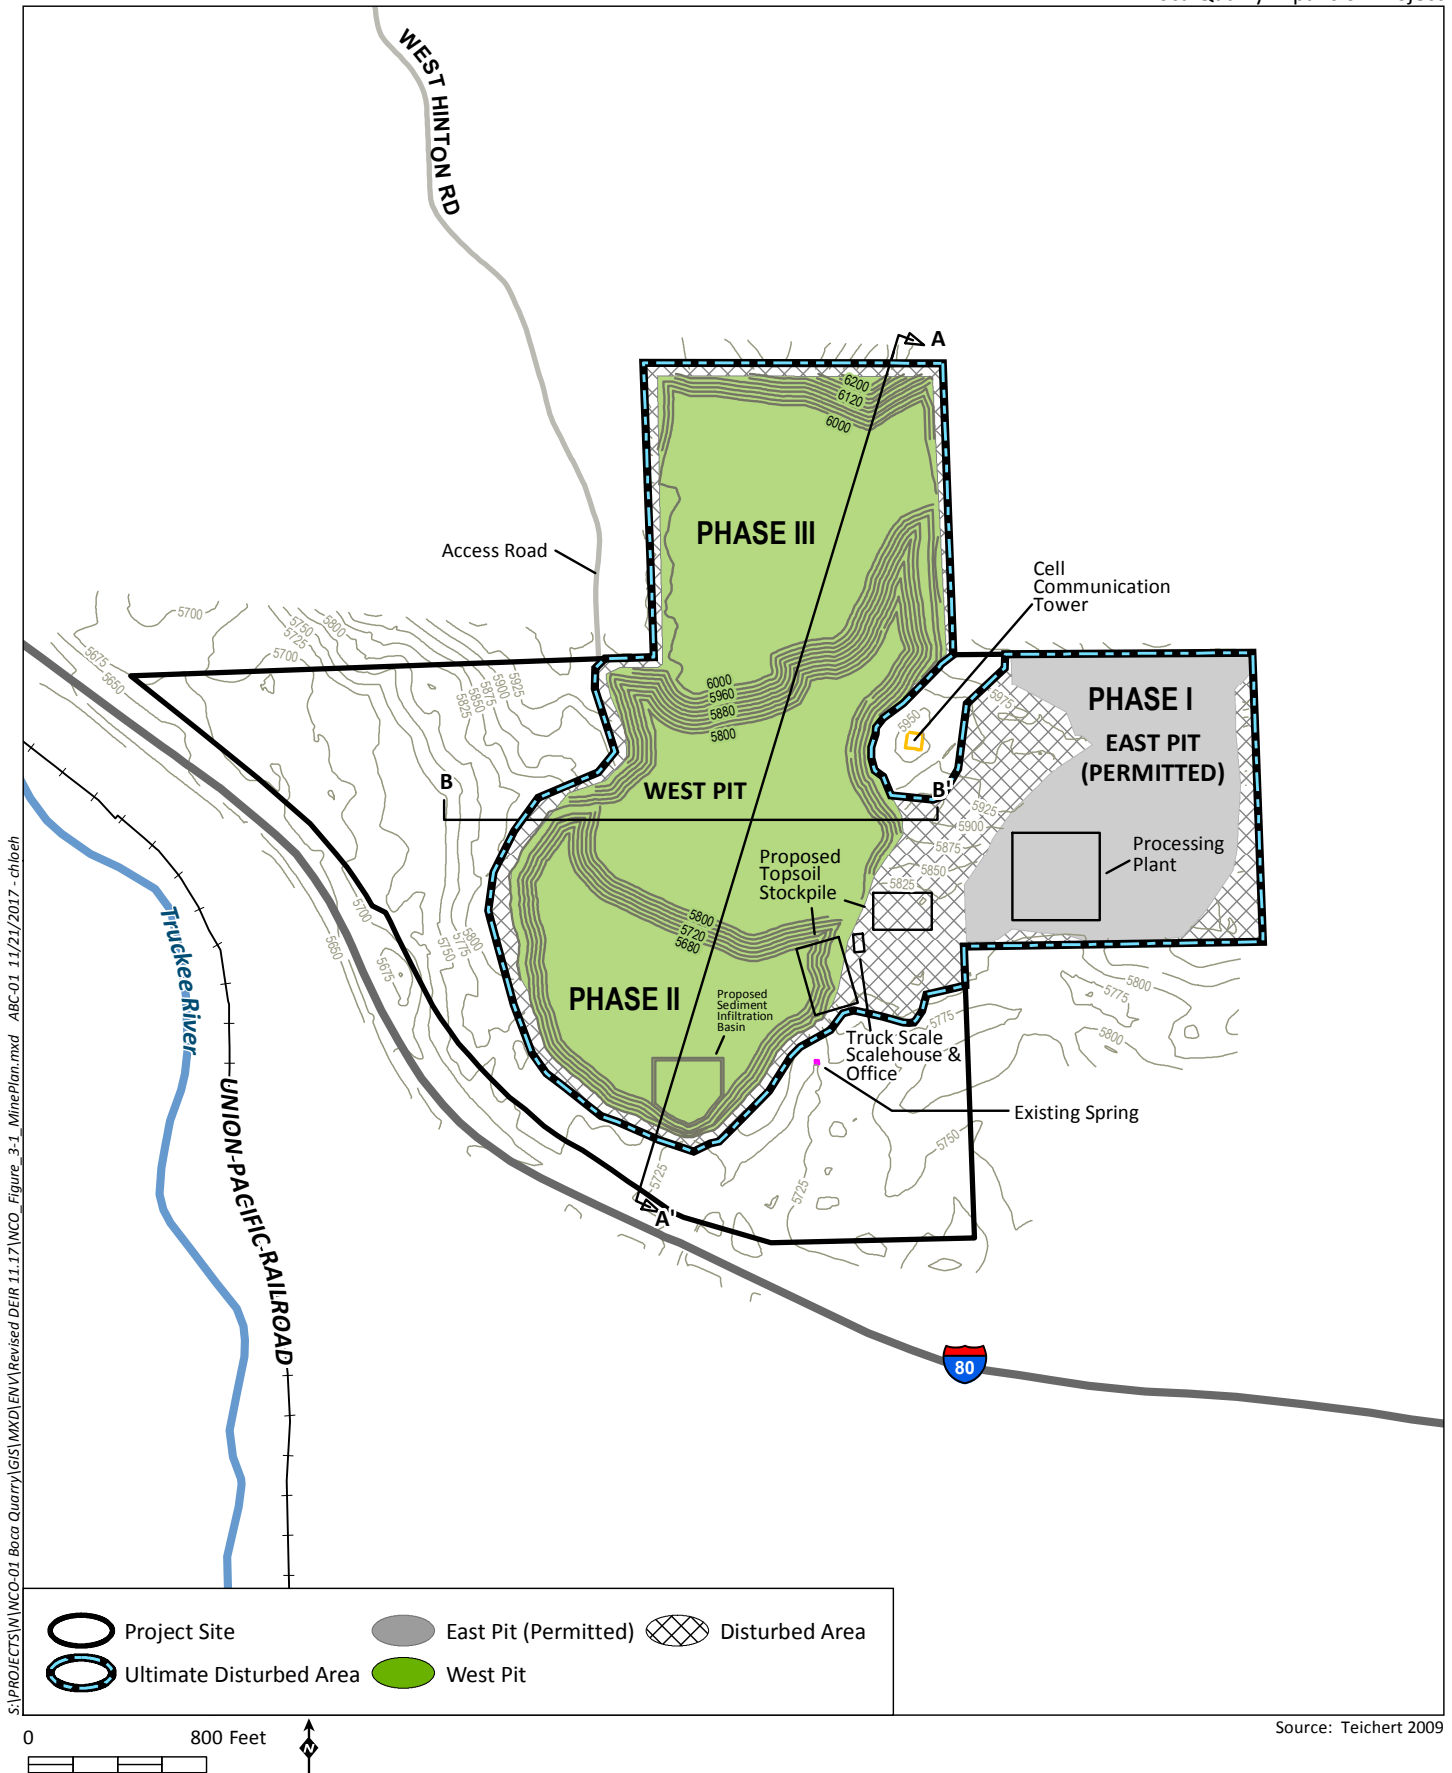 WEST HINTON RD
A
6200
6120
6000
PHASE III
Access Road
Cell
Communication
Tower
5700
5750
5725
5800
5700
5675
5650
5925
5900
5875
5850
5825
6000
5960
5880
5800
5950
5975
PHASE I
EAST PIT
(PERMITTED)
B
WEST PIT
B'
5925
5900
5875
5850
5825
Proposed
Topsoil
Stockpile
Processing
Plant
5700
5650
5675
5800
5775
5750
5800
5720
5680
PHASE II
Proposed
Sediment
Infiltration
Basin
5800
5775
5800
5775
Truck Scale
Scalehouse &
Office
Existing Spring
5750
5725
5725
A'
Truckee River
UNION-PACIFIC-RAILROAD
80
S:\PROJECTS\N\NCO-01 Boca Quarry\GIS\MXD\ENV\Revised DEIR 11.17\NCO_Figure_3-1_MinePlan.mxd ABC-01 11/21/2017 - chloeh
Project Site
East Pit (Permitted)
Disturbed Area
Ultimate Disturbed Area
West Pit
0
800 Feet
N
Source: Teichert 2009